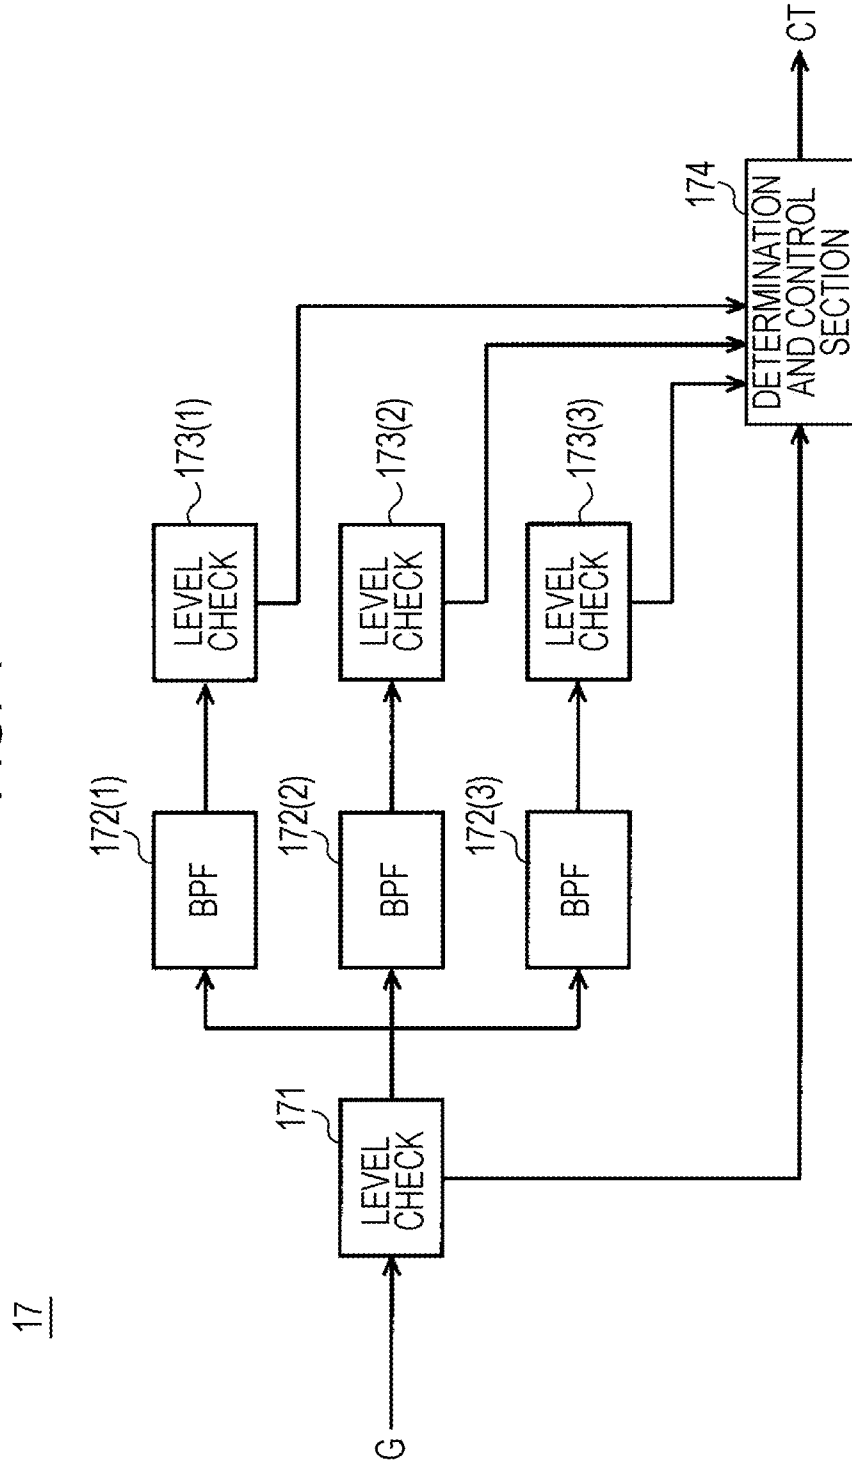 17
G
171
LEVEL
CHECK
172(1)
BPF
172(2)
BPF
172(3)
BPF
173(1)
LEVEL
CHECK
173(2)
LEVEL
CHECK
173(3)
LEVEL
CHECK
174
DETERMINATION
AND CONTROL
SECTION
CT